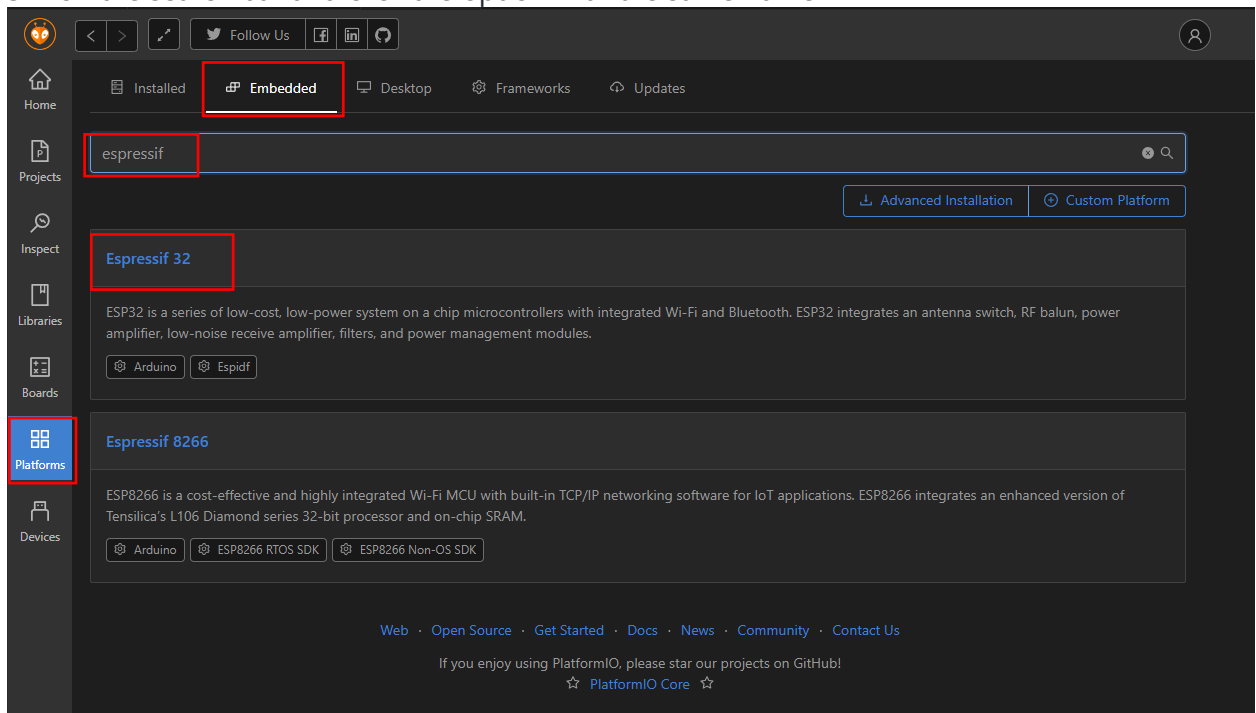 Follow Us
Home
Installed
Embedded
Desktop
Frameworks
Updates
Projects
espressif
Advanced Installation
Custom Platform
Inspect
Espressif 32
Libraries
ESP32 is a series of low-cost, low-power system on a chip microcontrollers with integrated Wi-Fi and Bluetooth. ESP32 integrates an antenna switch, RF balun, power
amplifier, low-noise receive amplifier, filters, and power management modules.
Arduino
Espidf
Boards
Espressif 8266
Platforms
ESP8266 is a cost-effective and highly integrated Wi-Fi MCU with built-in TCP/IP networking software for IoT applications. ESP8266 integrates an enhanced version of
Tensilica's L106 Diamond series 32-bit processor and on-chip SRAM.
Arduino
ESP8266 RTOS SDK
ESP8266 Non-OS SDK
Devices
Web · Open Source · Get Started · Docs · News · Community · Contact Us
If you enjoy using PlatformIO, please star our projects on GitHub!
PlatformIO Core